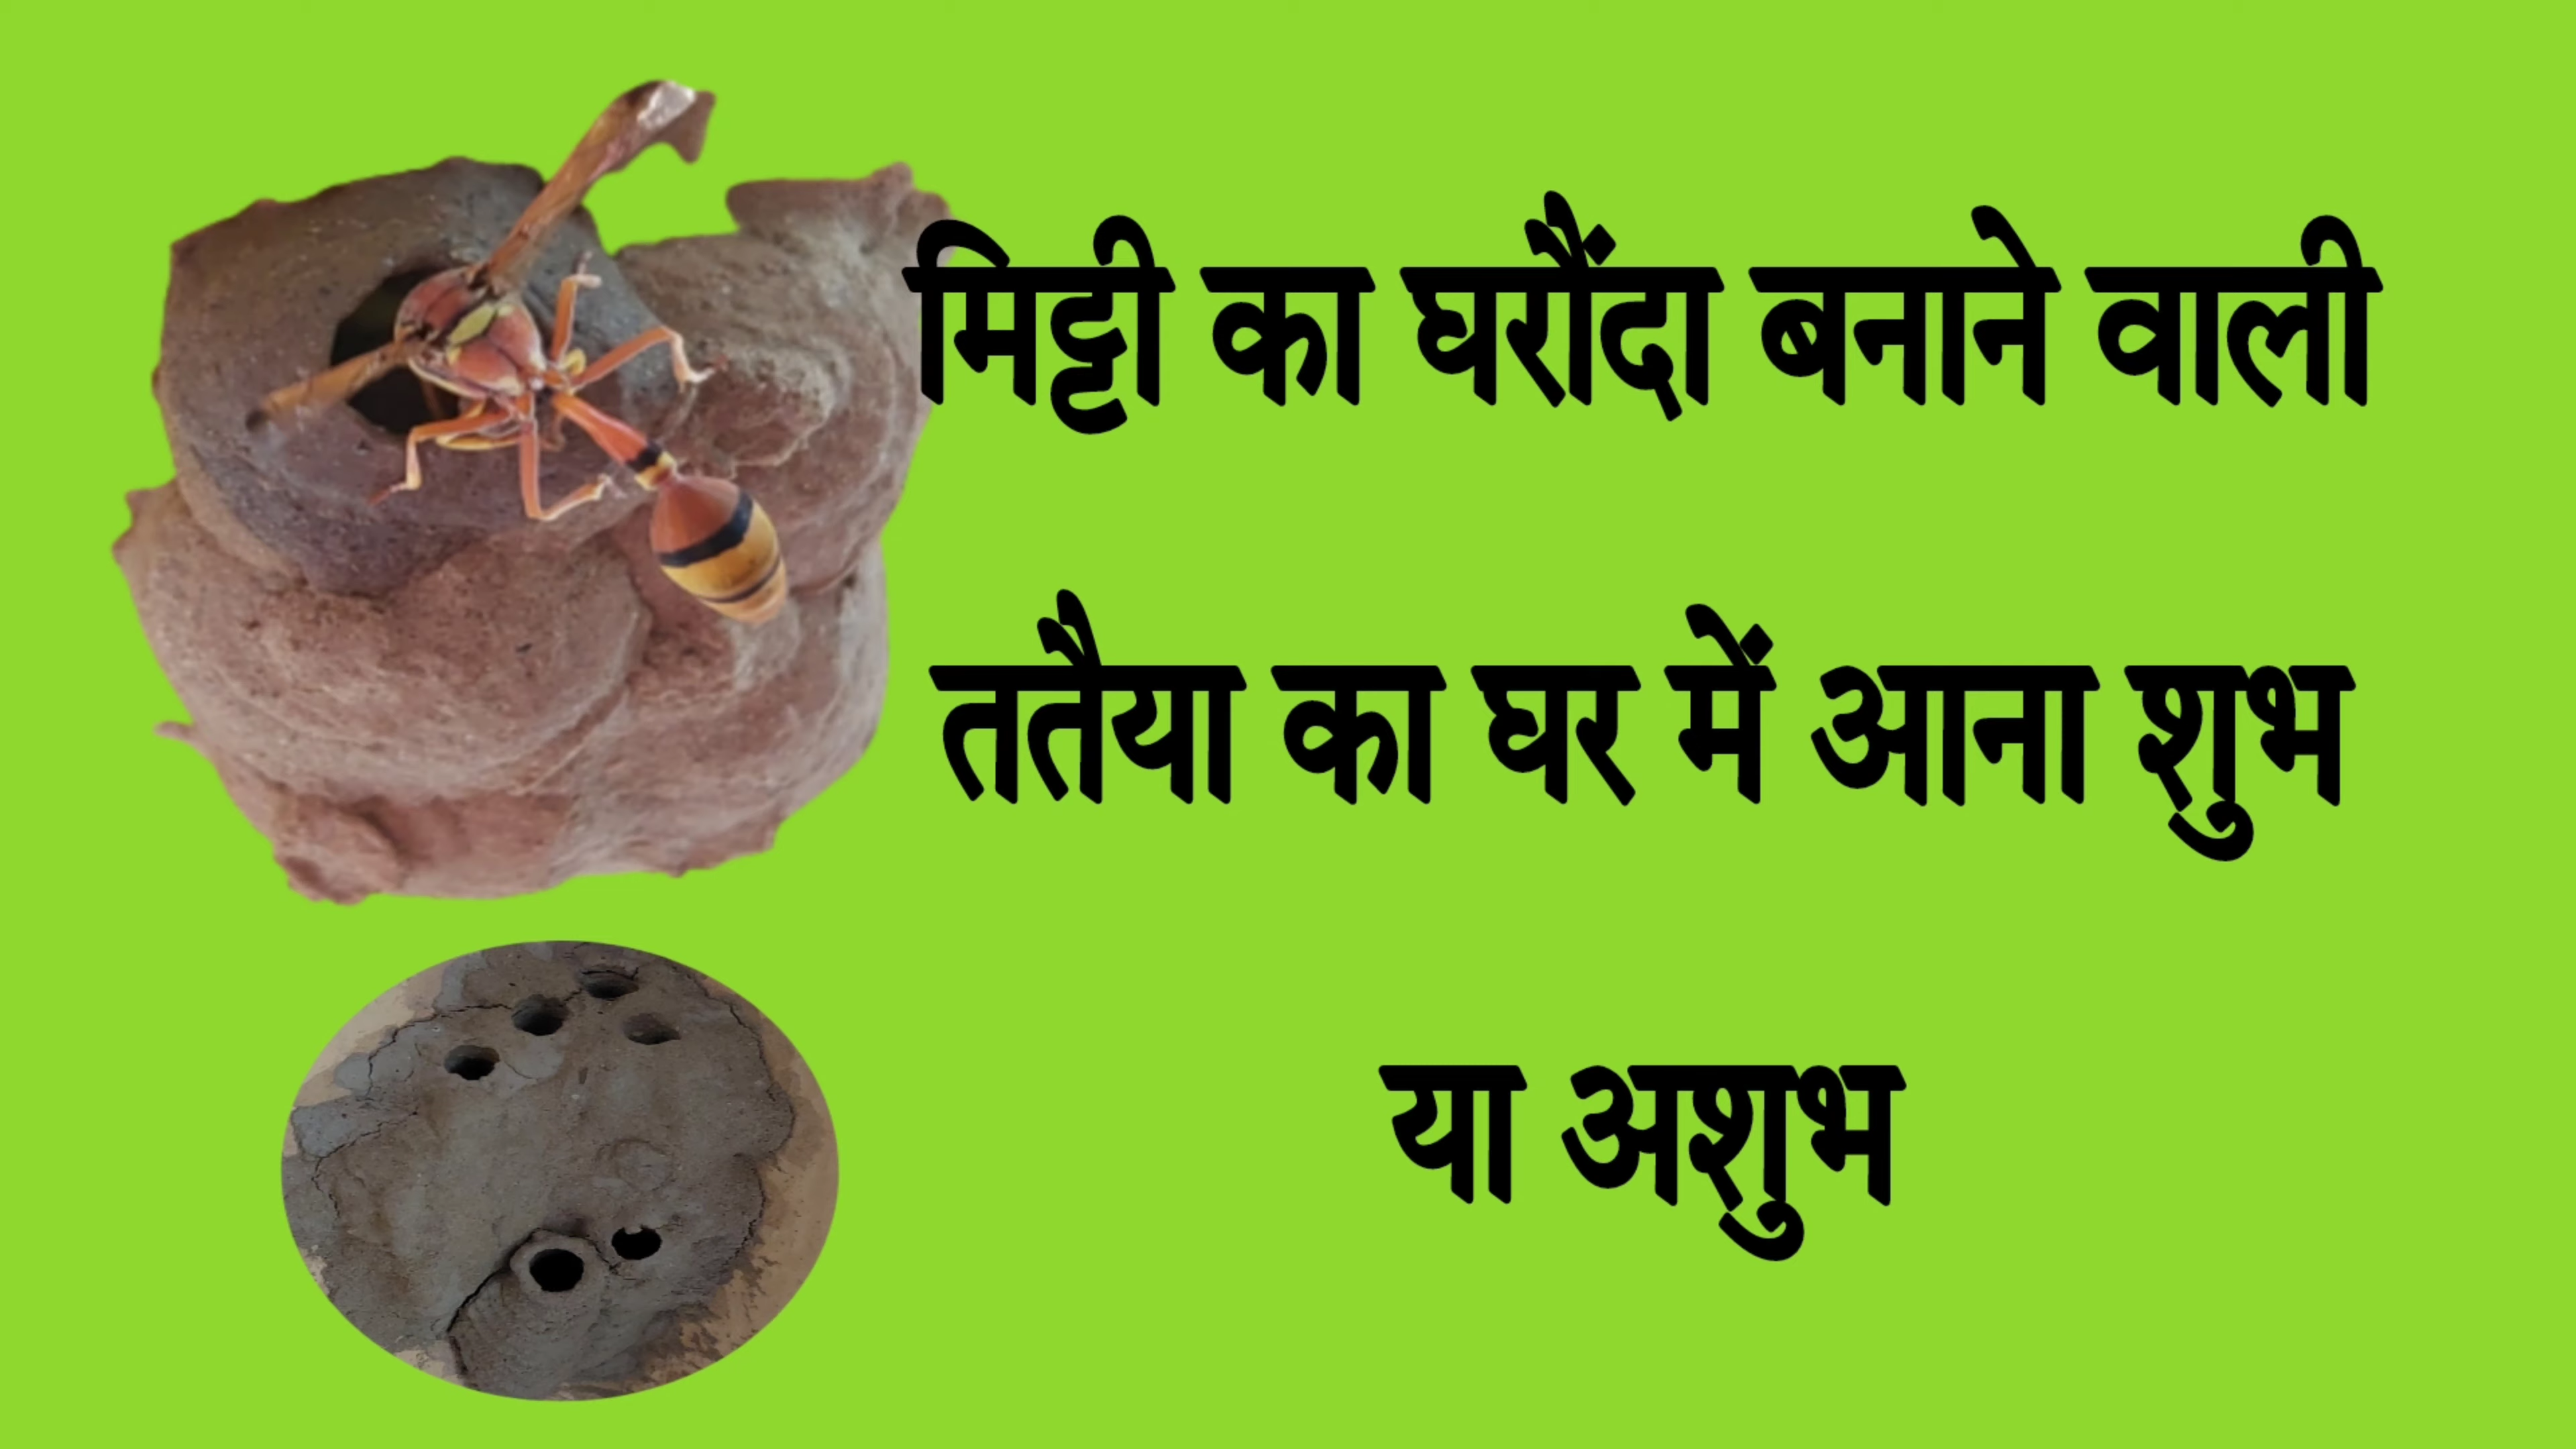 मिट्टी का घरौंदा बनाने वाली
ततैया का घर में आना शुभ
या अशुभ